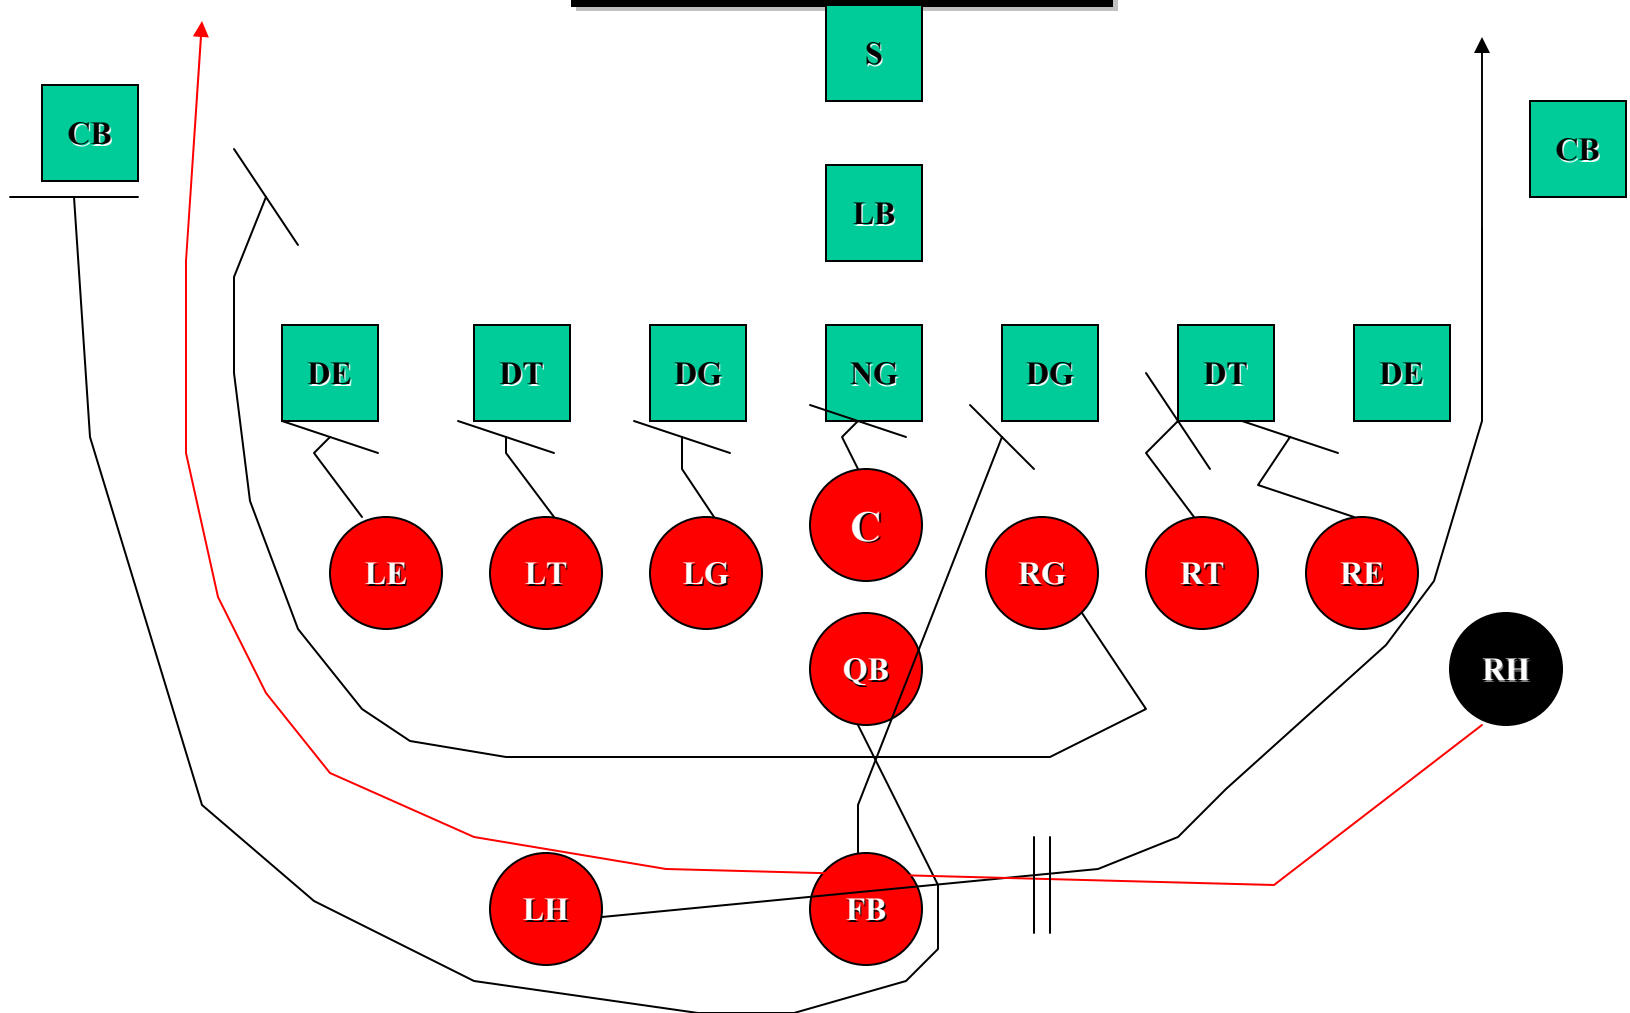 S
CB
CB
LB
DE
DT
DG
NG
DG
DT
DE
C
LE
LT
LG
RG
RT
RE
QB
RH
LH
FB